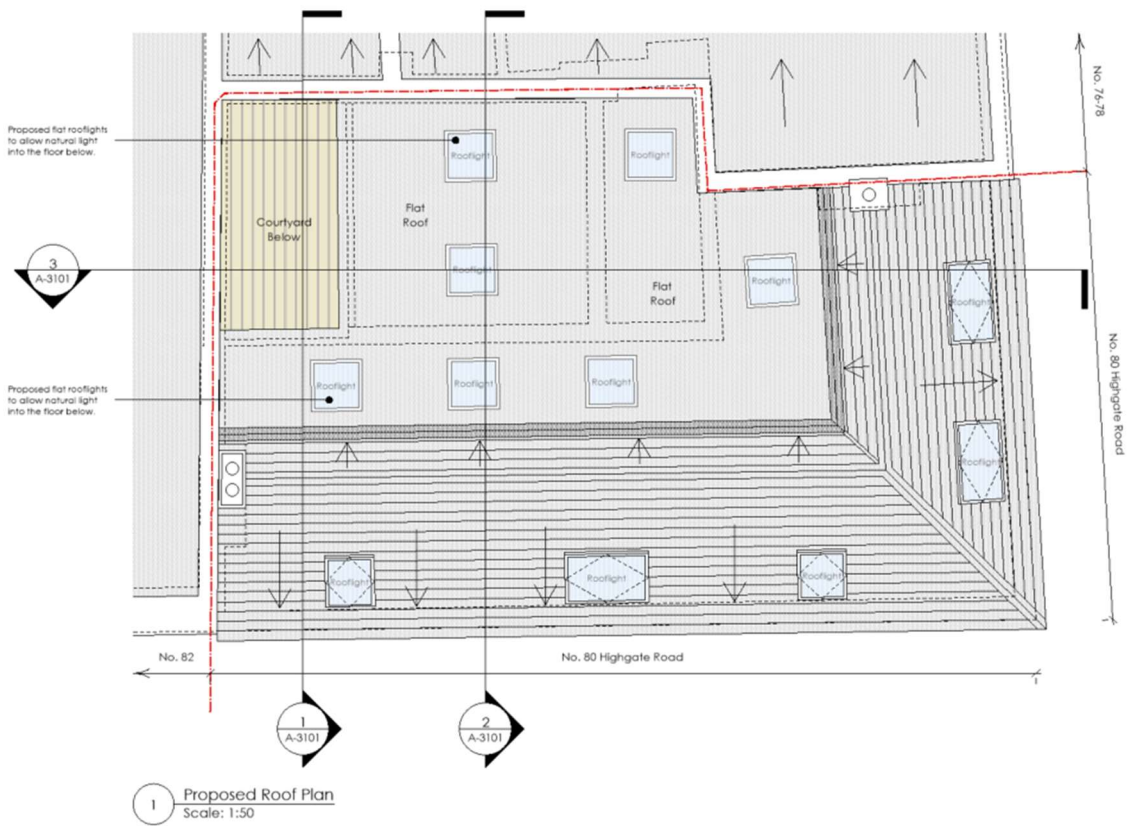 No. 76-78
Proposed flat rooflights
to allow natural light
into the floor below.
Rooflight
Rooflight
Courtyard
Below
Flat
Roof
3
A-3101
Rooflight
Flat
Roof
Rooflight
Rooflight
No. 80 Highgate Road
Proposed flat rooflights
to allow natural light
into the floor below.
Rooflight
Rooflight
Rooflight
Rooflight
Rooflight
Rooflight
Rooflight
No. 82
No. 80 Highgate Road
1
A-3101
2
A-3101
1
Proposed Roof Plan
Scale: 1:50